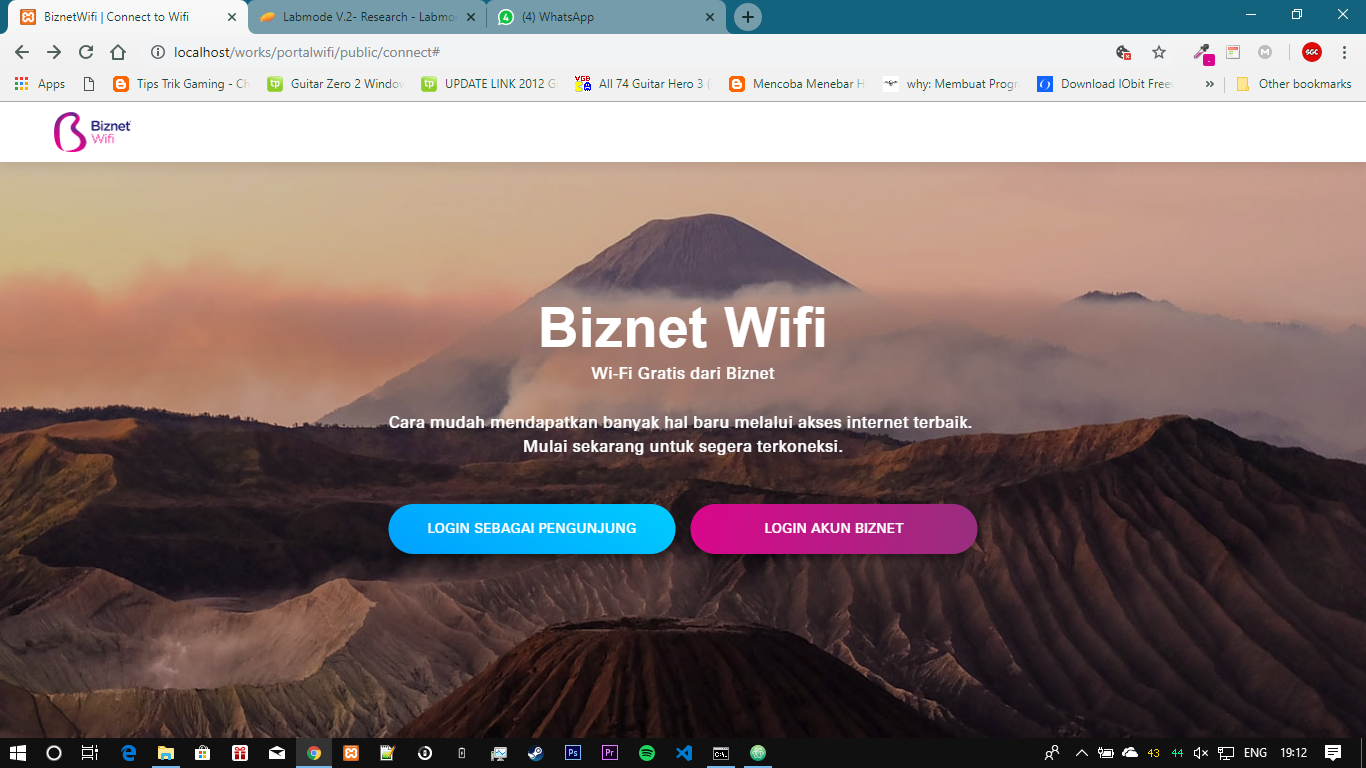 BiznetWifi | Connect to Wifi
Labmode V.2- Research - Labmo
(4) WhatsApp
localhost/works/portalwifi/public/connect#
SGC
Apps
Tips Trik Gaming - Ch
Guitar Zero 2 Window
UPDATE LINK 2012 G
All 74 Guitar Hero 3 (
Mencoba Menebar H
why: Membuat Progr
Download IObit Free
»
Other bookmarks
Biznet
Wifi
Biznet Wifi
Wi-Fi Gratis dari Biznet
Cara mudah mendapatkan banyak hal baru melalui akses internet terbaik.
Mulai sekarang untuk segera terkoneksi.
LOGIN SEBAGAI PENGUNJUNG
LOGIN AKUN BIZNET
43
44
ENG
19:12